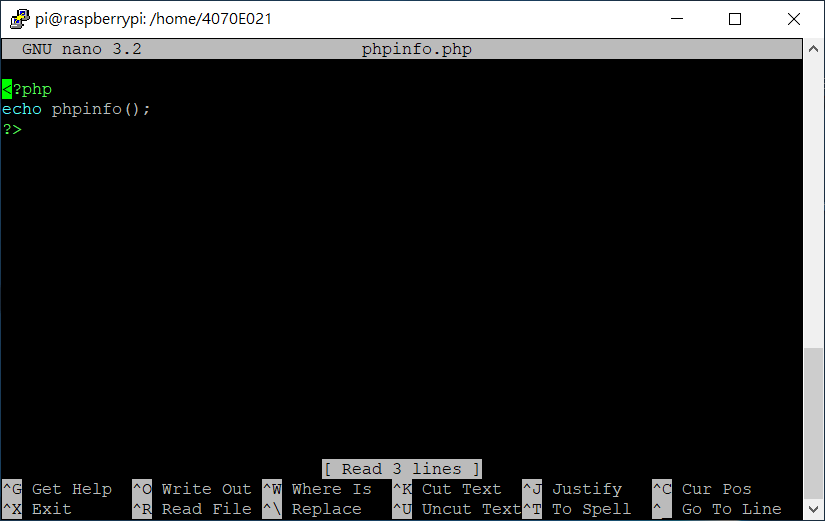 pi@raspberrypi: /home/4070E021
GNU nano 3.2 phpinfo.php
<?php
echo phpinfo();
?>
[ Read 3 lines ]
^G Get Help ^O Write Out ^W Where Is ^K Cut Text ^J Justify ^C Cur Pos
^X Exit ^R Read File ^\ Replace ^U Uncut Text ^T To Spell ^_ Go To Line